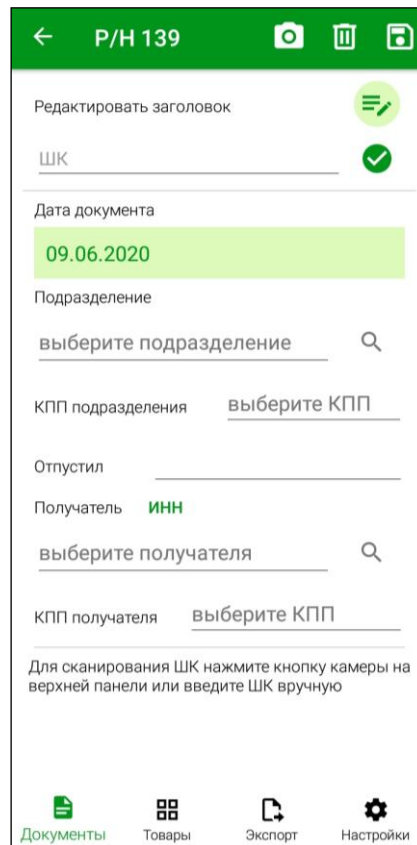 Р/Н 139
Редактировать заголовок
ШК
Дата документа
09.06.2020
Подразделение
выберите подразделение
КПП подразделения выберите КПП
Отпустил
Получатель ИНН
выберите получателя
КПП получателя выберите КПП
Для сканирования ШК нажмите кнопку камеры на
верхней панели или введите ШК вручную
Документы Товары Экспорт Настройки